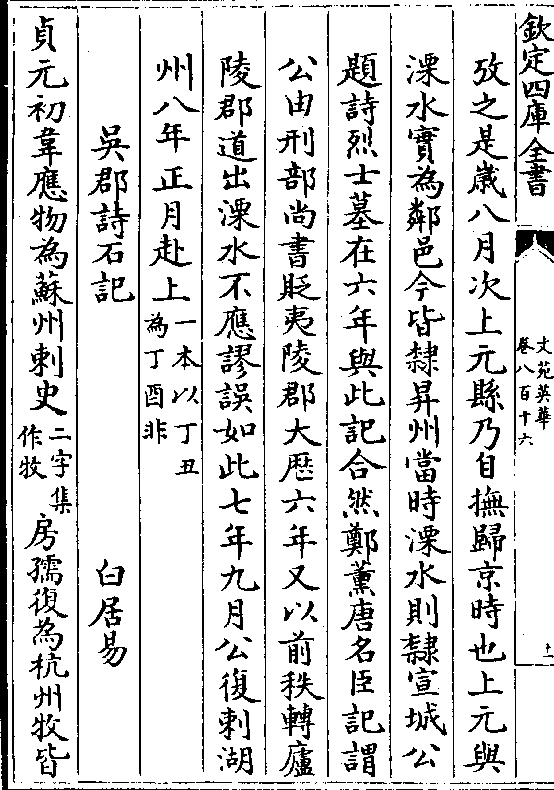 欽定四庫全書
文苑英華
卷八百十六
十一
攷之是歲八月次上元縣乃自撫歸京時也上元與
溧水實為鄰邑今皆隸昇州當時溧水則隸宣城公
題詩烈士墓在六年與此記合然鄭薰唐名臣記謂
公由刑部尚書貶夷陵郡大厯六年又以前秩轉廬
陵郡道出溧水不應謬誤如此七年九月公復刺湖
州八年正月赴上一本以丁丑為丁酉非
吳郡詩石記 白居易
貞元初韋應物為蘇州刺史二字集作牧房孺復為杭州牧皆